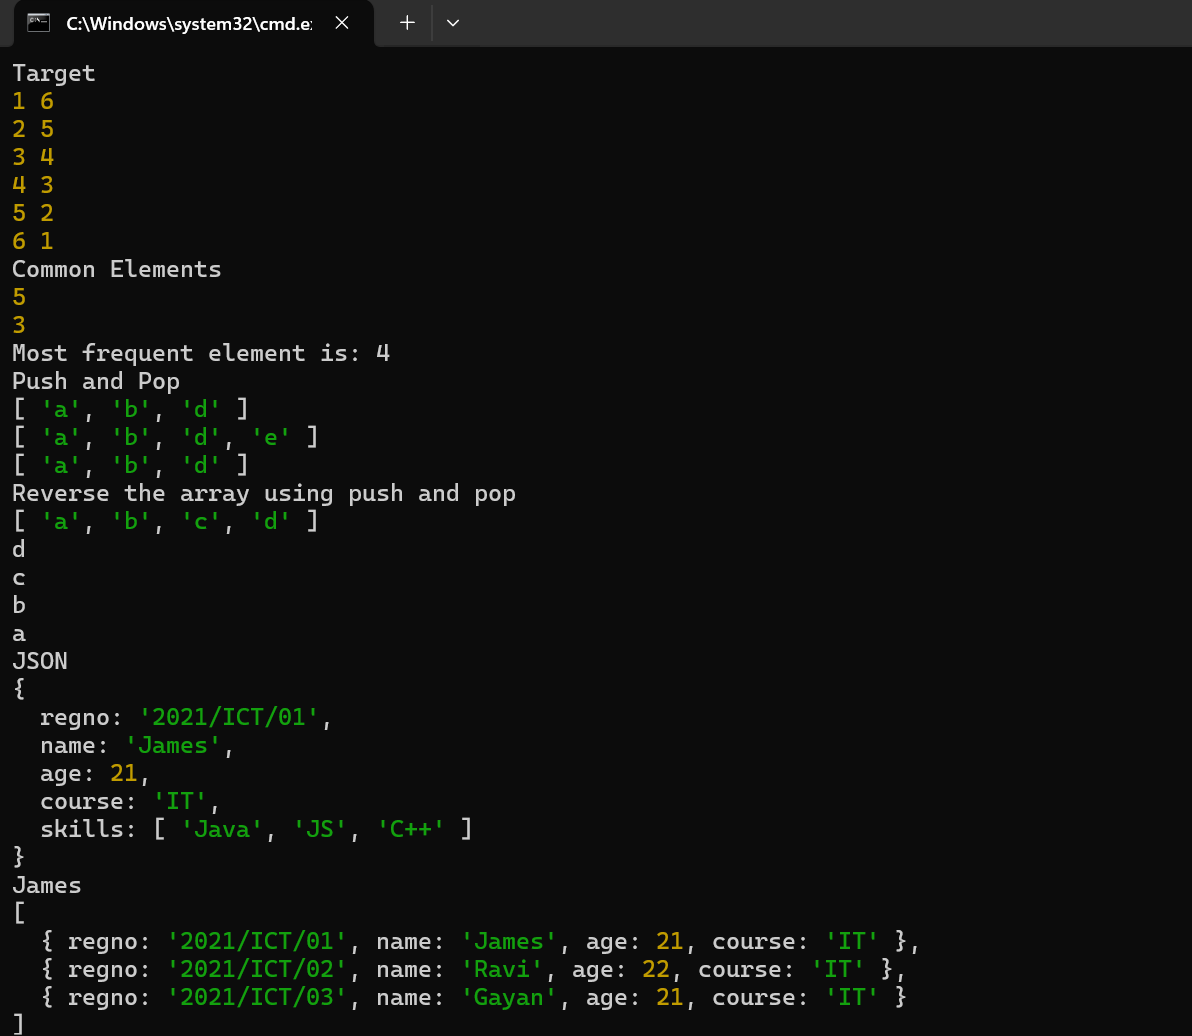 C:\Windows\system32\cmd.e
Target
1 6
2 5
3 4
4 3
5 2
6 1
Common Elements
5
3
Most frequent element is: 4
Push and Pop
[ 'a', 'b', 'd' ]
[ 'a', 'b', 'd', 'e' ]
[ 'a', 'b', 'd' ]
Reverse the array using push and pop
[ 'a', 'b', 'c', 'd' ]
d
c
b
a
JSON
{
  regno: '2021/ICT/01',
  name: 'James',
  age: 21,
  course: 'IT',
  skills: [ 'Java', 'JS', 'C++' ]
}
James
[
  { regno: '2021/ICT/01', name: 'James', age: 21, course: 'IT' },
  { regno: '2021/ICT/02', name: 'Ravi', age: 22, course: 'IT' },
  { regno: '2021/ICT/03', name: 'Gayan', age: 21, course: 'IT' }
]